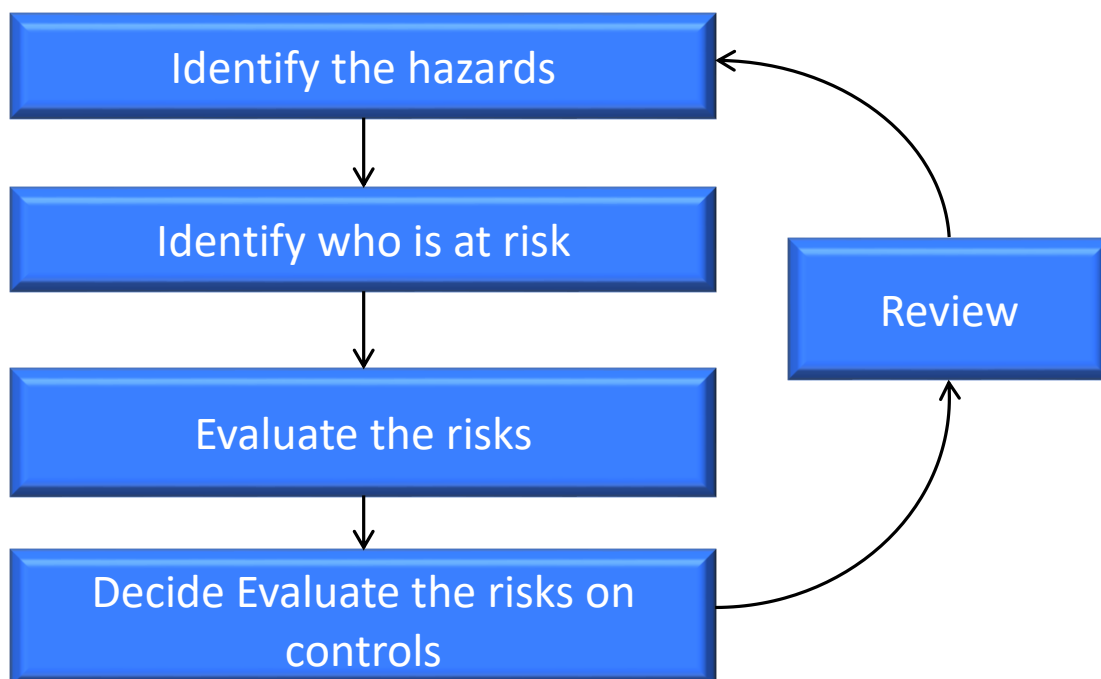 Identify the hazards
Identify who is at risk
Review
Evaluate the risks
Decide Evaluate the risks on
controls